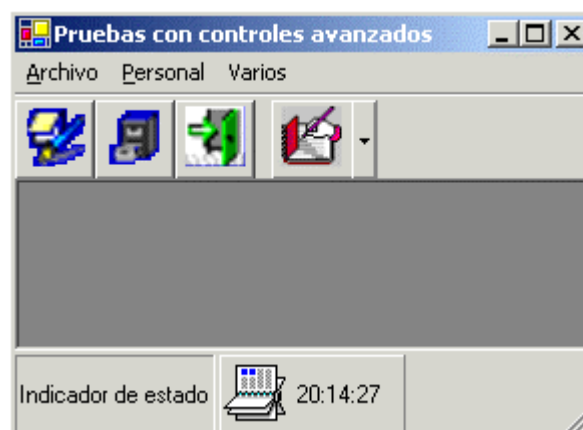 Pruebas con controles avanzados
Archivo Personal Varios
Indicador de estado 20:14:27